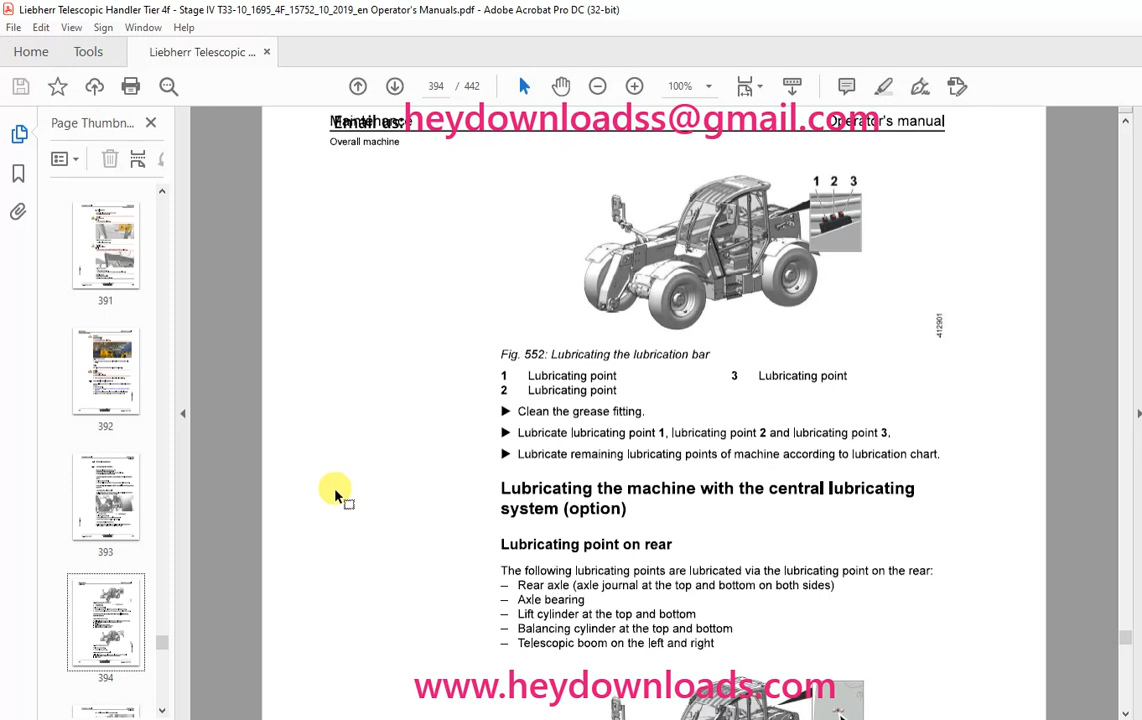 Liebherr Telescopic Handler Tier 4f - Stage IV T33-10_1695_4F_15752_10_2019_en Operator's Manuals.pdf - Adobe Acrobat Pro DC (32-bit)
File Edit View Sign Window Help
Home Tools Liebherr Telescopic ... ×
394 / 442 100%
Page Thumbn...
Email us: heydownloadss@gmail.com
Maintenance Operator's manual
Overall machine
1 2 3
412901
Fig. 552: Lubricating the lubrication bar
1 Lubricating point 3 Lubricating point
2 Lubricating point
► Clean the grease fitting.
► Lubricate lubricating point 1, lubricating point 2 and lubricating point 3.
► Lubricate remaining lubricating points of machine according to lubrication chart.
Lubricating the machine with the central lubricating
system (option)
Lubricating point on rear
The following lubricating points are lubricated via the lubricating point on the rear:
– Rear axle (axle journal at the top and bottom on both sides)
– Axle bearing
– Lift cylinder at the top and bottom
– Balancing cylinder at the top and bottom
– Telescopic boom on the left and right
www.heydownloads.com
391
392
393
394